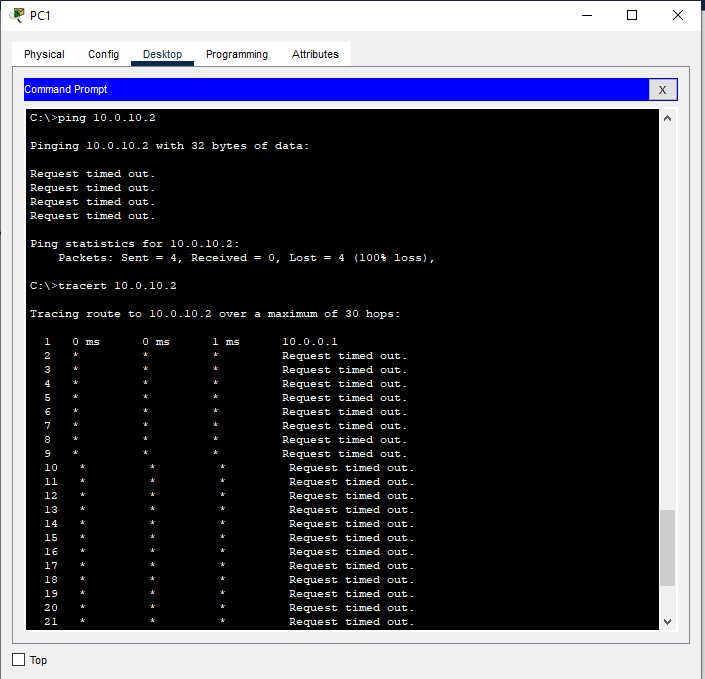 PC1
Physical Config Desktop Programming Attributes
Command Prompt X
C:\>ping 10.0.10.2
Pinging 10.0.10.2 with 32 bytes of data:
Request timed out.
Request timed out.
Request timed out.
Request timed out.
Ping statistics for 10.0.10.2:
Packets: Sent = 4, Received = 0, Lost = 4 (100% loss),
C:\>tracert 10.0.10.2
Tracing route to 10.0.10.2 over a maximum of 30 hops:
1 0 ms 0 ms 1 ms 10.0.0.1
2 * * * Request timed out.
3 * * * Request timed out.
4 * * * Request timed out.
5 * * * Request timed out.
6 * * * Request timed out.
7 * * * Request timed out.
8 * * * Request timed out.
9 * * * Request timed out.
10 * * * Request timed out.
11 * * * Request timed out.
12 * * * Request timed out.
13 * * * Request timed out.
14 * * * Request timed out.
15 * * * Request timed out.
16 * * * Request timed out.
17 * * * Request timed out.
18 * * * Request timed out.
19 * * * Request timed out.
20 * * * Request timed out.
21 * * * Request timed out.
Top